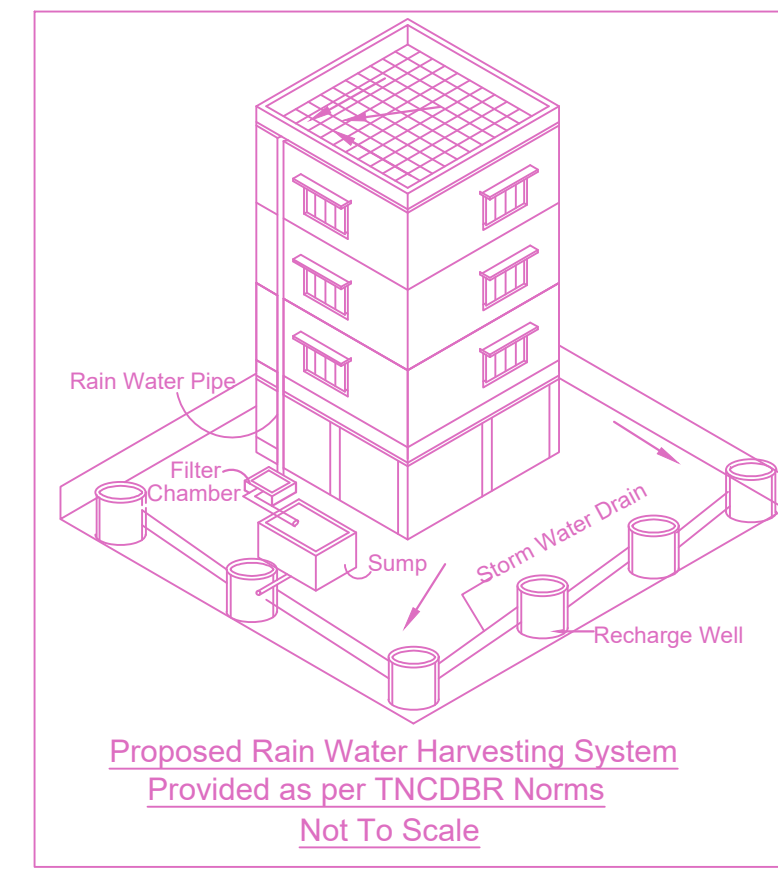 Rain Water Pipe
Filter
Chamber
Sump
Storm Water Drain
Recharge Well
Proposed Rain Water Harvesting System
Provided as per TNCDBR Norms
Not To Scale